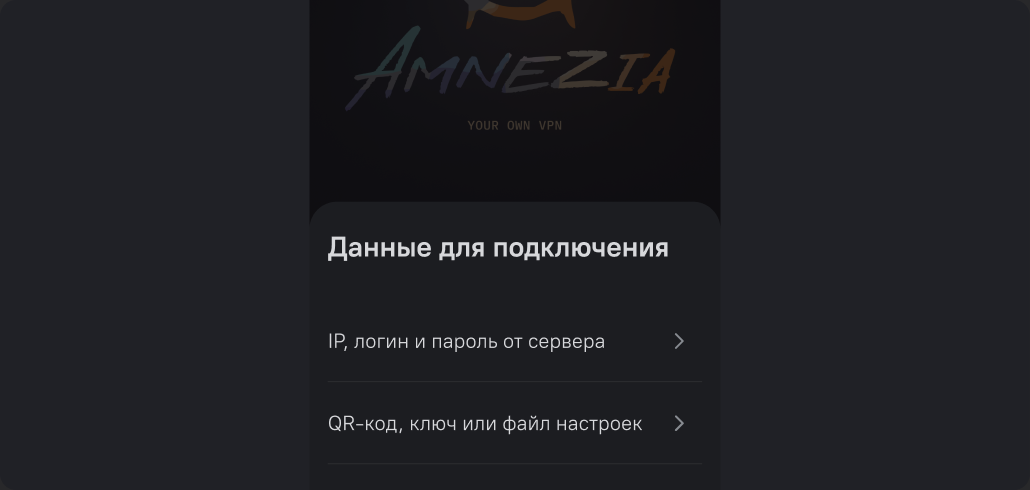 AMNEZIA
YOUR OWN VPN
Данные для подключения
IP, логин и пароль от сервера
QR-код, ключ или файл настроек